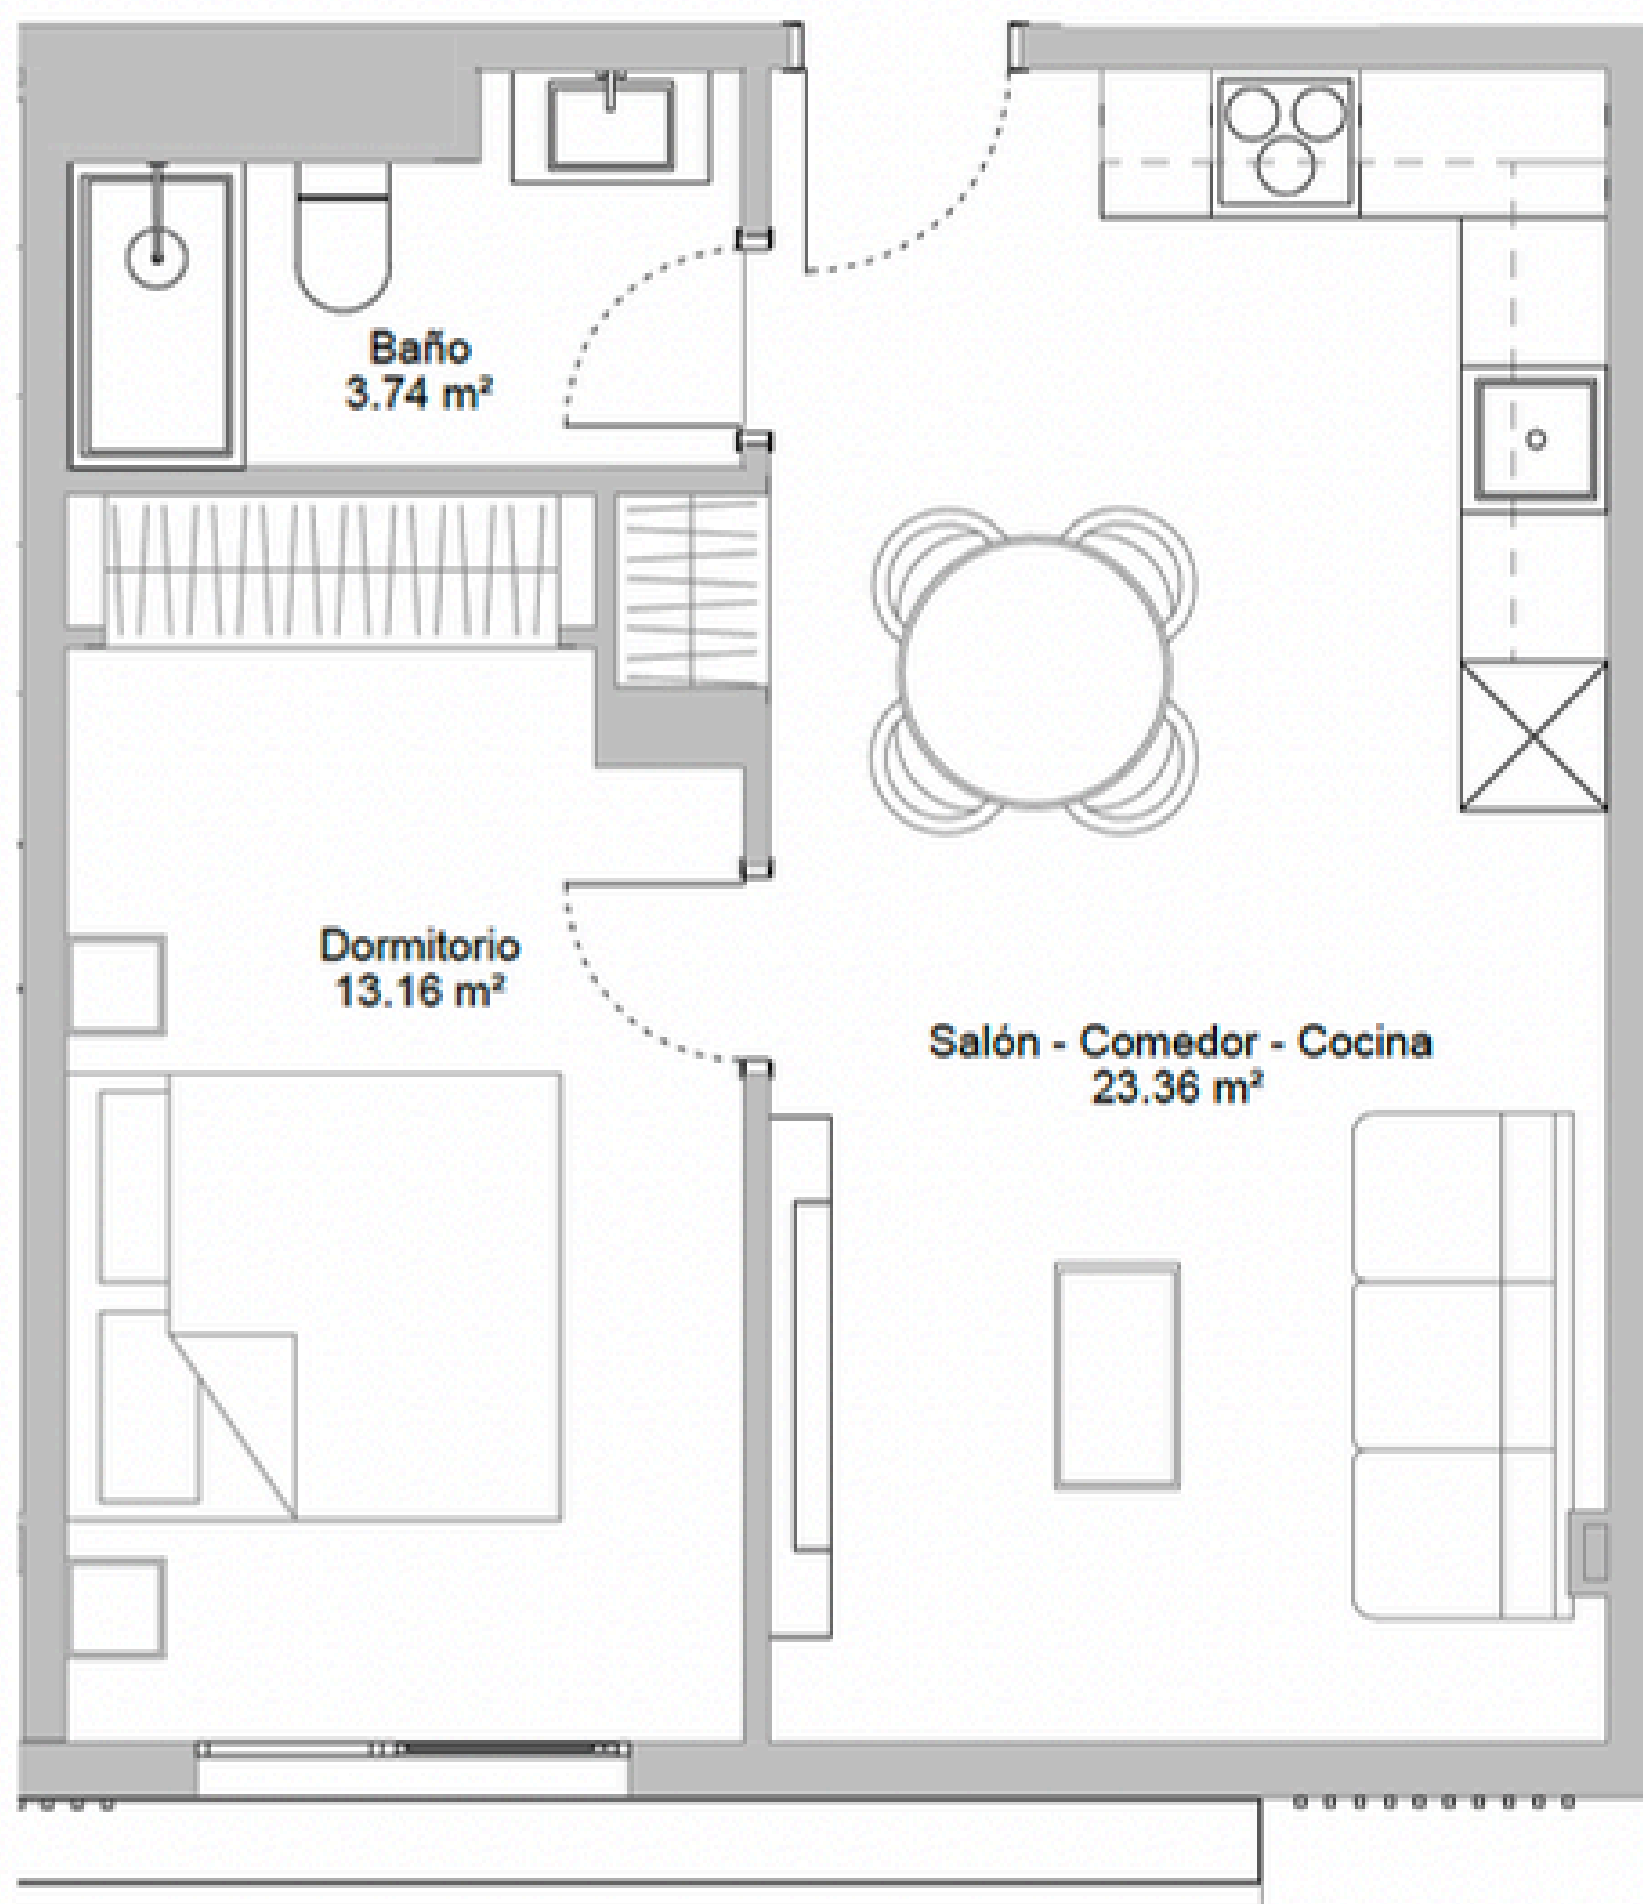 Baño
3.74 m²
Dormitorio
13.16 m²
Salón - Comedor - Cocina
23.36 m²